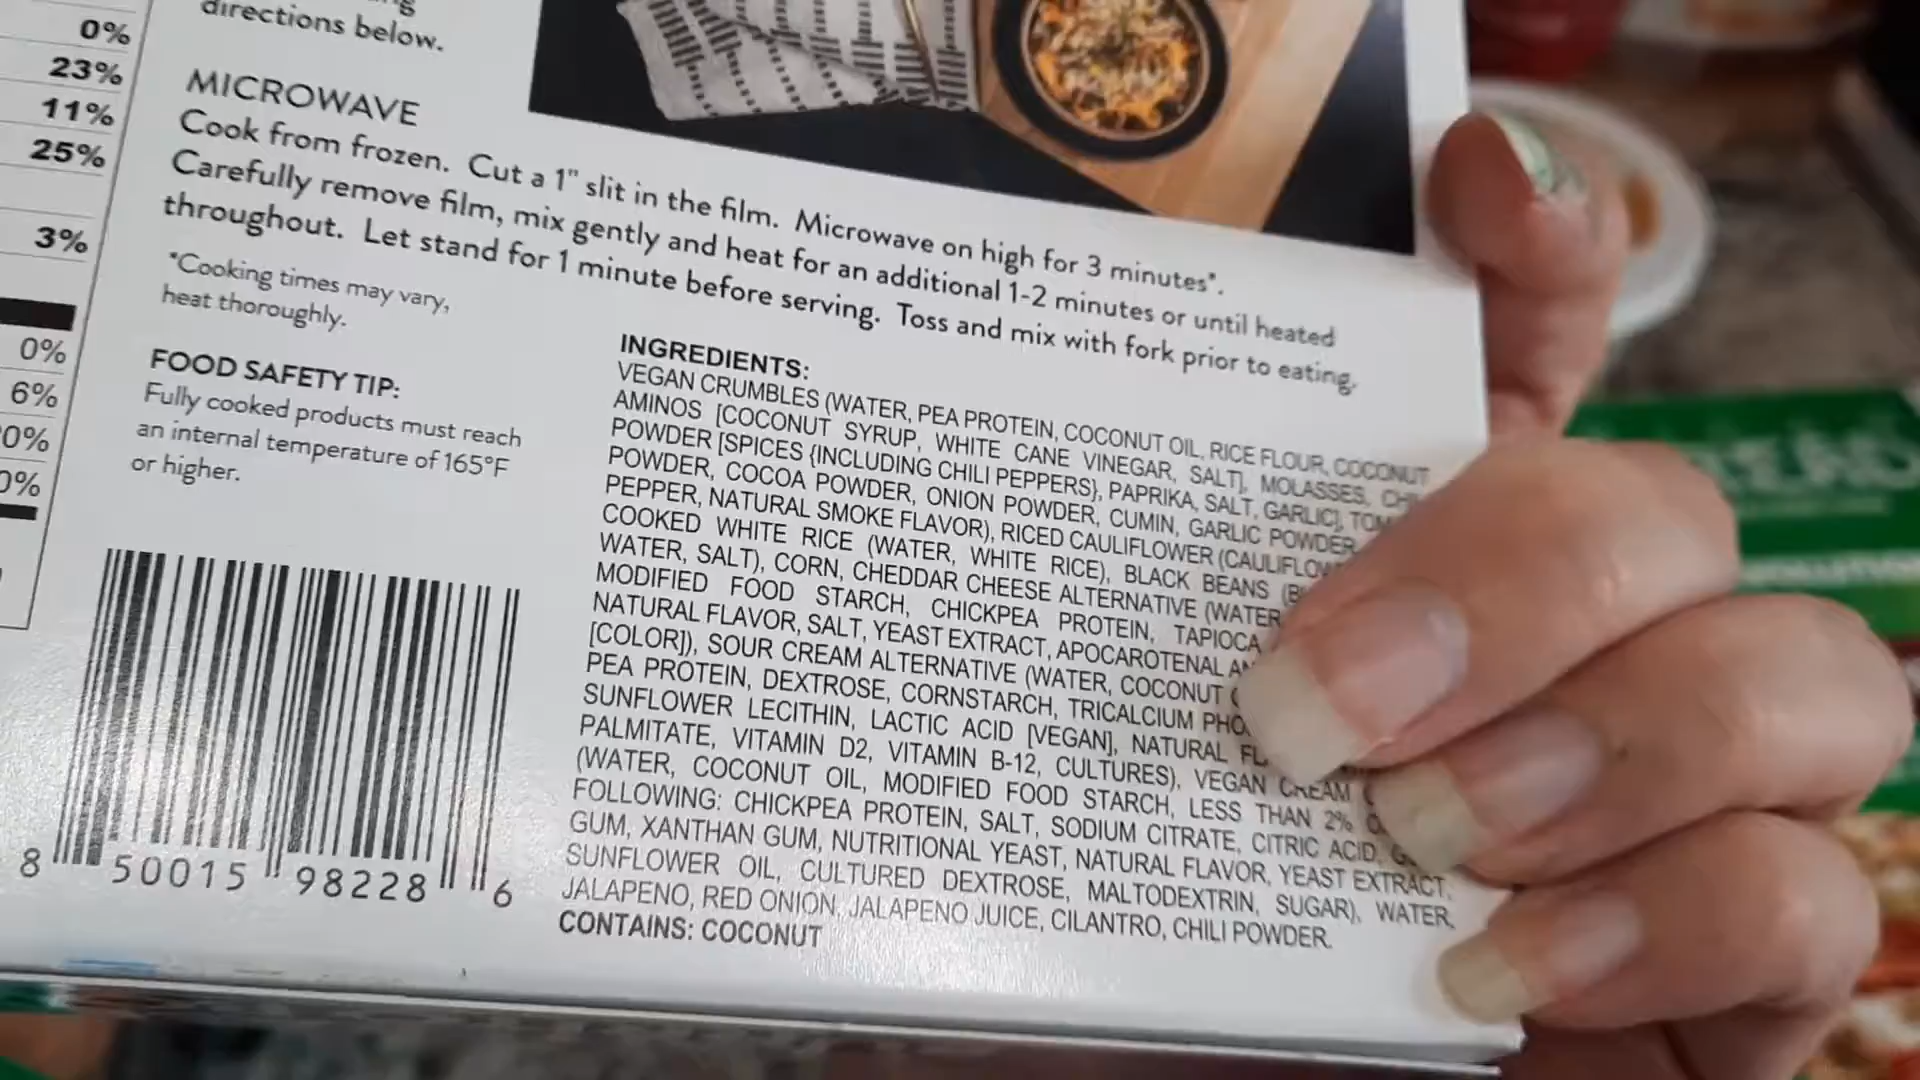 0%
23%
11%
25%
3%
0%
6%
0%
0%
directions below.
MICROWAVE
Cook from frozen. Cut a 1" slit in the film. Microwave on high for 3 minutes*.
Carefully remove film, mix gently and heat for an additional 1-2 minutes or until heated
throughout. Let stand for 1 minute before serving. Toss and mix with fork prior to eating.
*Cooking times may vary,
heat thoroughly.
FOOD SAFETY TIP:
Fully cooked products must reach
an internal temperature of 165°F
or higher.
8 50015 98228 6
INGREDIENTS:
VEGAN CRUMBLES (WATER, PEA PROTEIN, COCONUT OIL, RICE FLOUR, COCONUT
AMINOS [COCONUT SYRUP, WHITE CANE VINEGAR, SALT], MOLASSES,
POWDER [SPICES {INCLUDING CHILI PEPPERS}, PAPRIKA, SALT, GARLIC],
POWDER, COCOA POWDER, ONION POWDER, CUMIN, GARLIC POWDER,
PEPPER, NATURAL SMOKE FLAVOR), RICED CAULIFLOWER
COOKED WHITE RICE (WATER, WHITE RICE), BLACK BEANS
WATER, SALT), CORN, CHEDDAR CHEESE ALTERNATIVE (WATER
MODIFIED FOOD STARCH, CHICKPEA PROTEIN, TAPIOCA
NATURAL FLAVOR, SALT, YEAST EXTRACT, APOCAROTENAL
[COLOR]), SOUR CREAM ALTERNATIVE (WATER, COCONUT
PEA PROTEIN, DEXTROSE, CORNSTARCH, TRICALCIUM
SUNFLOWER LECITHIN, LACTIC ACID [VEGAN], NATURAL
PALMITATE, VITAMIN D2, VITAMIN B-12, CULTURES), VEGAN CREAM
(WATER, COCONUT OIL, MODIFIED FOOD STARCH, LESS THAN 2%
FOLLOWING: CHICKPEA PROTEIN, SALT, SODIUM CITRATE, CITRIC ACID,
GUM, XANTHAN GUM, NUTRITIONAL YEAST, NATURAL FLAVOR, YEAST EXTRACT,
SUNFLOWER OIL, CULTURED DEXTROSE, MALTODEXTRIN, SUGAR), WATER,
JALAPENO, RED ONION, JALAPENO JUICE, CILANTRO, CHILI POWDER.
CONTAINS: COCONUT